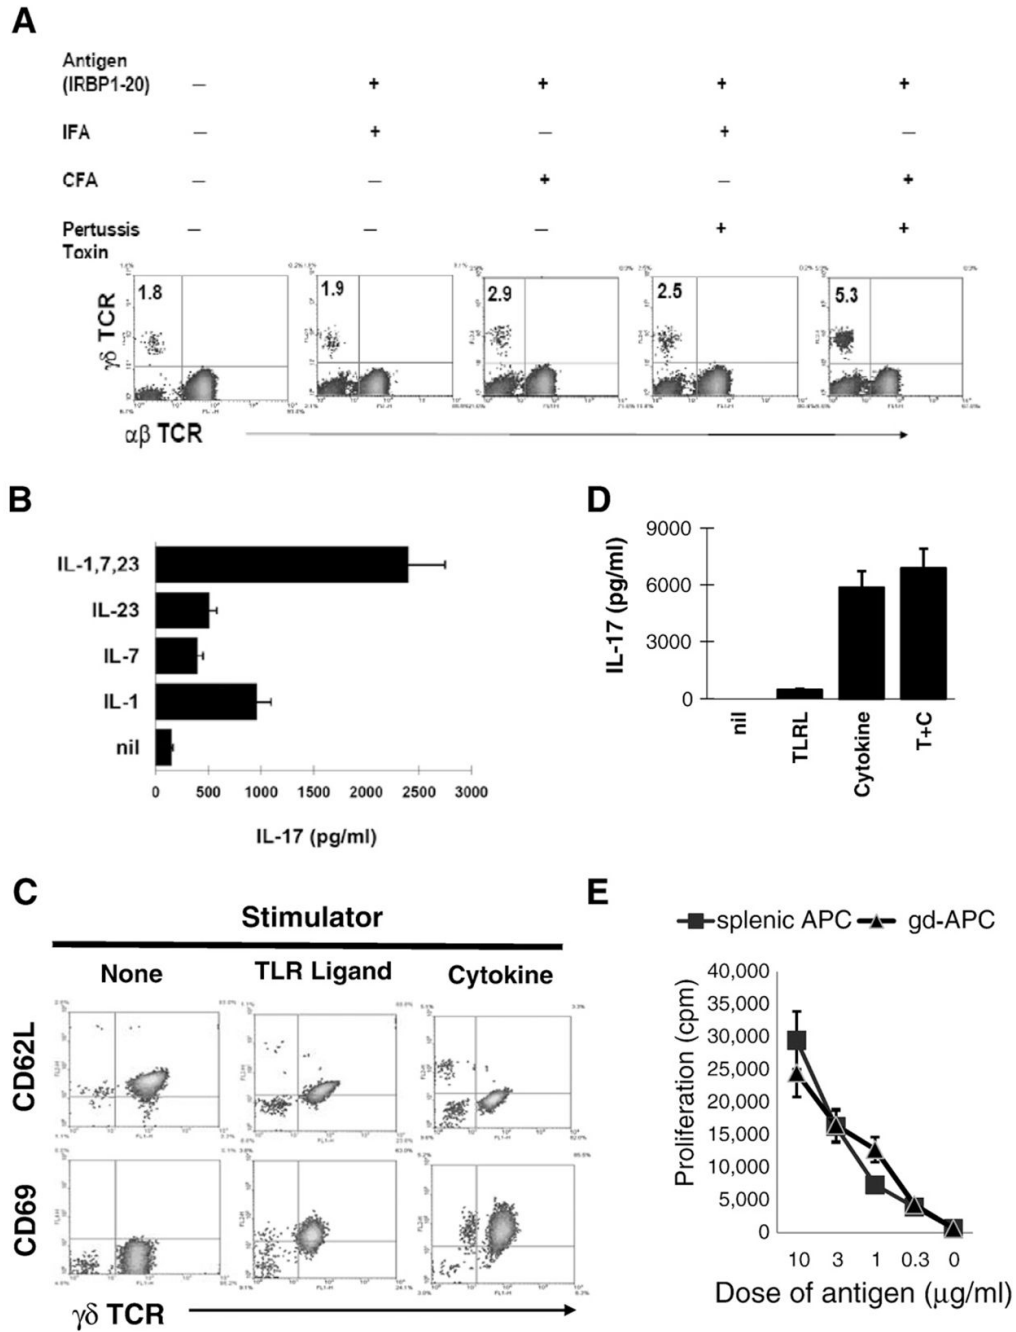 A
Antigen
(IRBP1-20) — + + + +
IFA — + — + —
CFA — — + — +
Pertussis
Toxin — — — + +
1.8 1.9 2.9 2.5 5.3
γδ TCR
αβ TCR
B
IL-1,7,23
IL-23
IL-7
IL-1
nil
0 500 1000 1500 2000 2500 3000
IL-17 (pg/ml)
D
IL-17 (pg/ml)
9000
6000
3000
0
nil
TLRL
Cytokine
T+C
C
Stimulator
None TLR Ligand Cytokine
CD62L
CD69
γδ TCR
E
splenic APC gd-APC
Proliferation (cpm)
40,000
35,000
30,000
25,000
20,000
15,000
10,000
5,000
0
10 3 1 0.3 0
Dose of antigen (μg/ml)